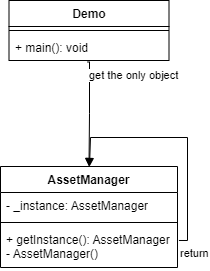 Demo
+ main(): void
get the only object
AssetManager
- _instance: AssetManager
+ getInstance(): AssetManager
- AssetManager()
return